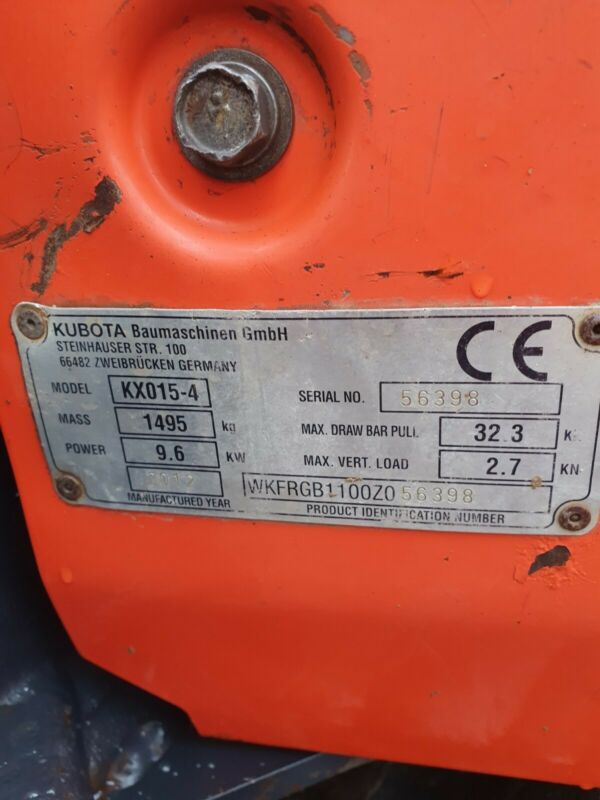 KUBOTA Baumaschinen GmbH
STEINHAUSER STR. 100
66482 ZWEIBRÜCKEN GERMANY
CE
MODEL KX015-4
SERIAL NO. 56398
MASS 1495 kg
MAX. DRAW BAR PULL 32.3
POWER 9.6 KW
MAX. VERT. LOAD 2.7 KN
2012
MANUFACTURED YEAR
WKFRGB1100Z056398
PRODUCT IDENTIFICATION NUMBER